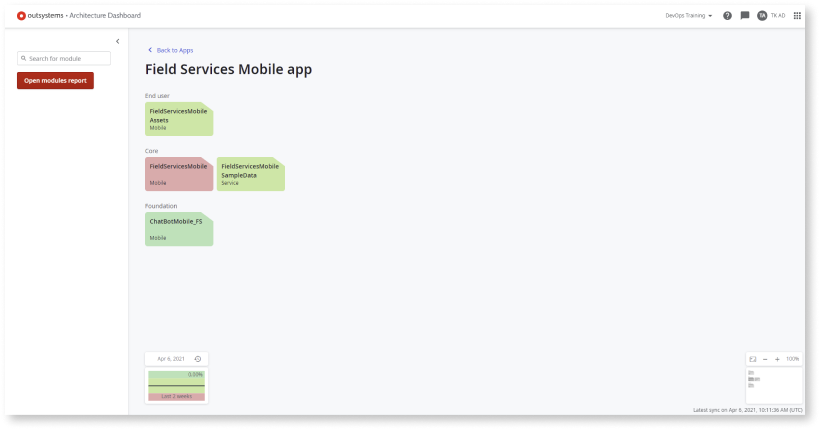 outsystems • Architecture Dashboard
DevOps Training
TA
TK AD
Search for module
Open modules report
Back to Apps
Field Services Mobile app
End user
FieldServicesMobile
Assets
Mobile
Core
FieldServicesMobile
Mobile
FieldServicesMobile
SampleData
Service
Foundation
ChatBotMobile_FS
Mobile
Apr 6, 2021
0.00%
Last 2 weeks
100%
Latest sync on Apr 6, 2021, 10:11:36 AM (UTC)